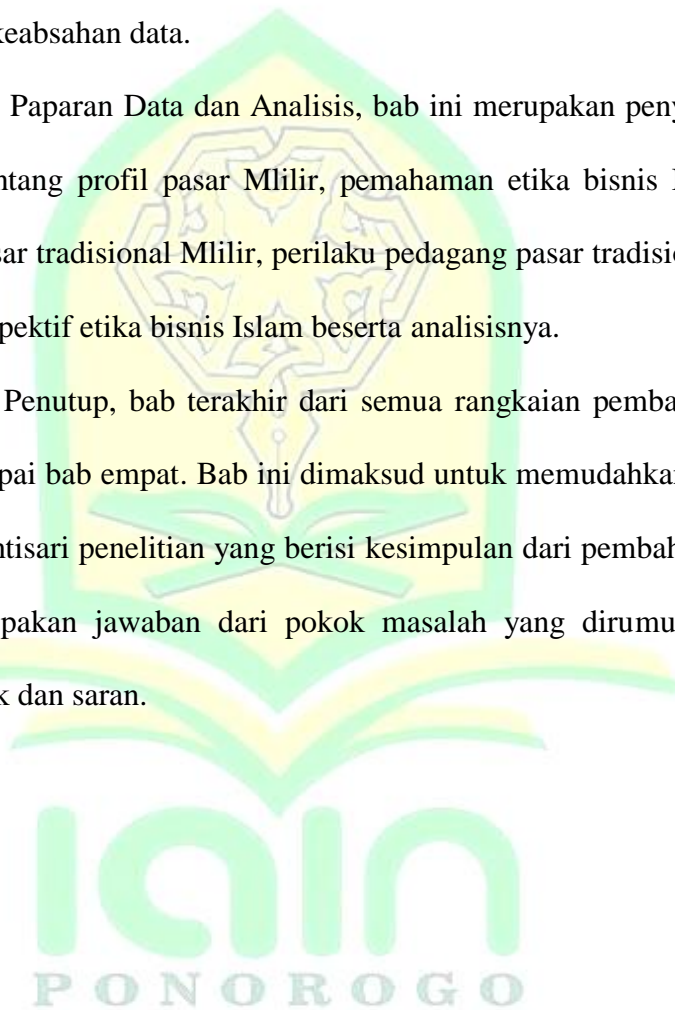 keabsahan data.
Paparan Data dan Analisis, bab ini merupakan peny
ntang profil pasar Mlilir, pemahaman etika bisnis I
sar tradisional Mlilir, perilaku pedagang pasar tradisio
pektif etika bisnis Islam beserta analisisnya.
Penutup, bab terakhir dari semua rangkaian pemba
pai bab empat. Bab ini dimaksud untuk memudahkan
ntisari penelitian yang berisi kesimpulan dari pembah
pakan jawaban dari pokok masalah yang dirumu
k dan saran.
iain
PONOROGO